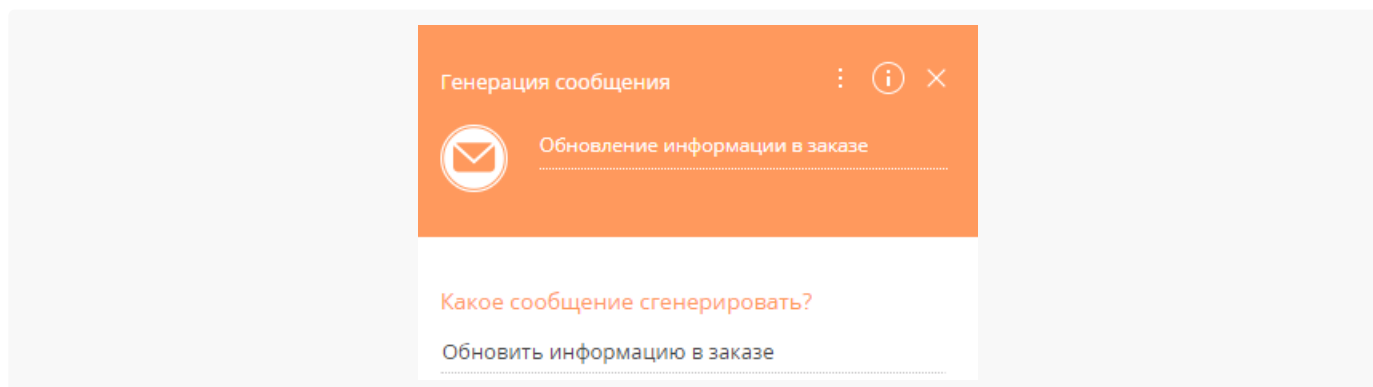 Генерация сообщения
Обновление информации в заказе
Какое сообщение сгенерировать?
Обновить информацию в заказе